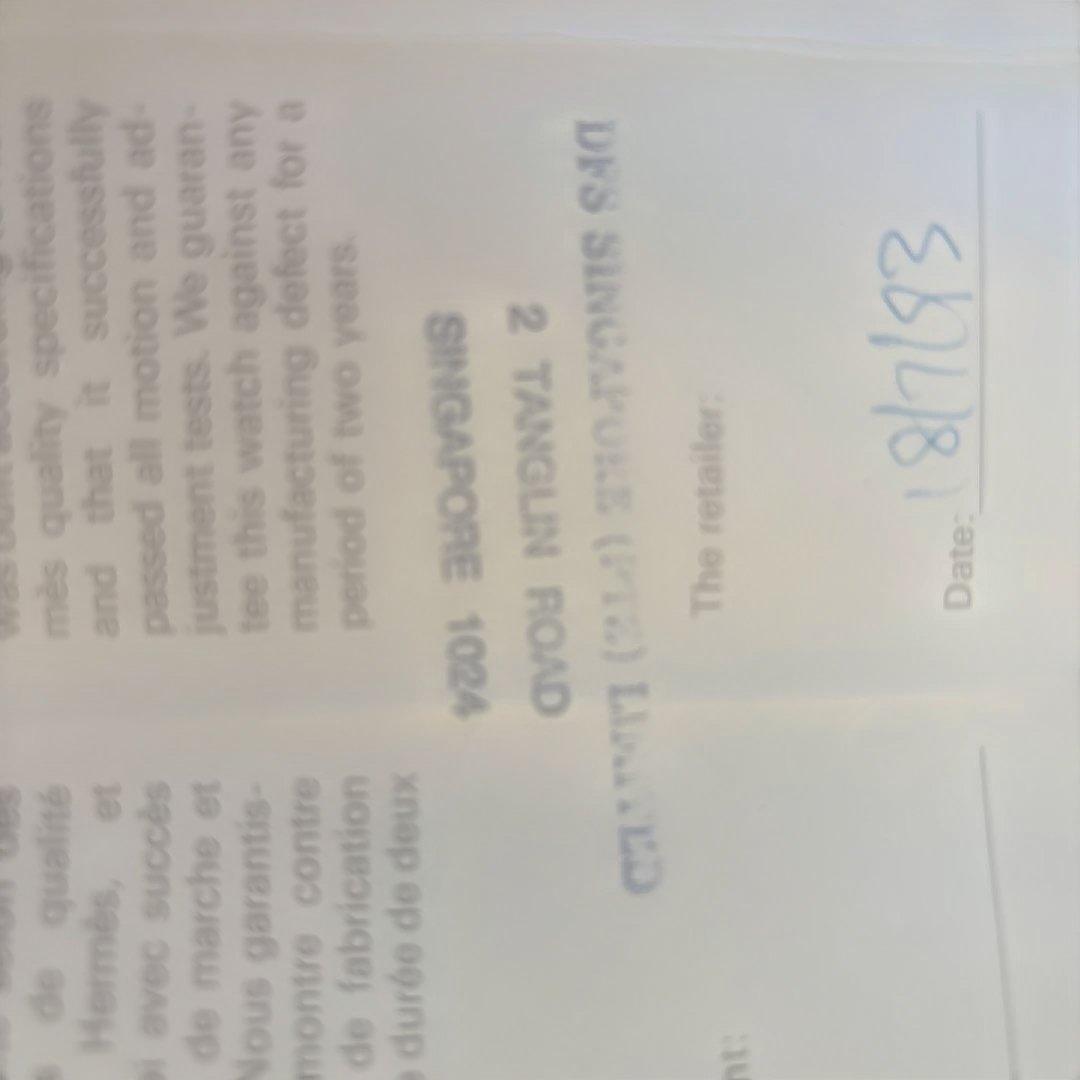 de qualité
Hermès, et
avec succès
de marche et
Nous garantis-
montre contre
de fabrication
durée de deux
mès quality specifications
and that it successfully
passed all motion and ad-
justment tests. We guaran-
tee this watch against any
manufacturing defect for a
period of two years.
DFS SINGAPORE (PTE) LIMITED
2 TANGLIN ROAD
SINGAPORE 1024
The retailer:
Date: 18/7/93